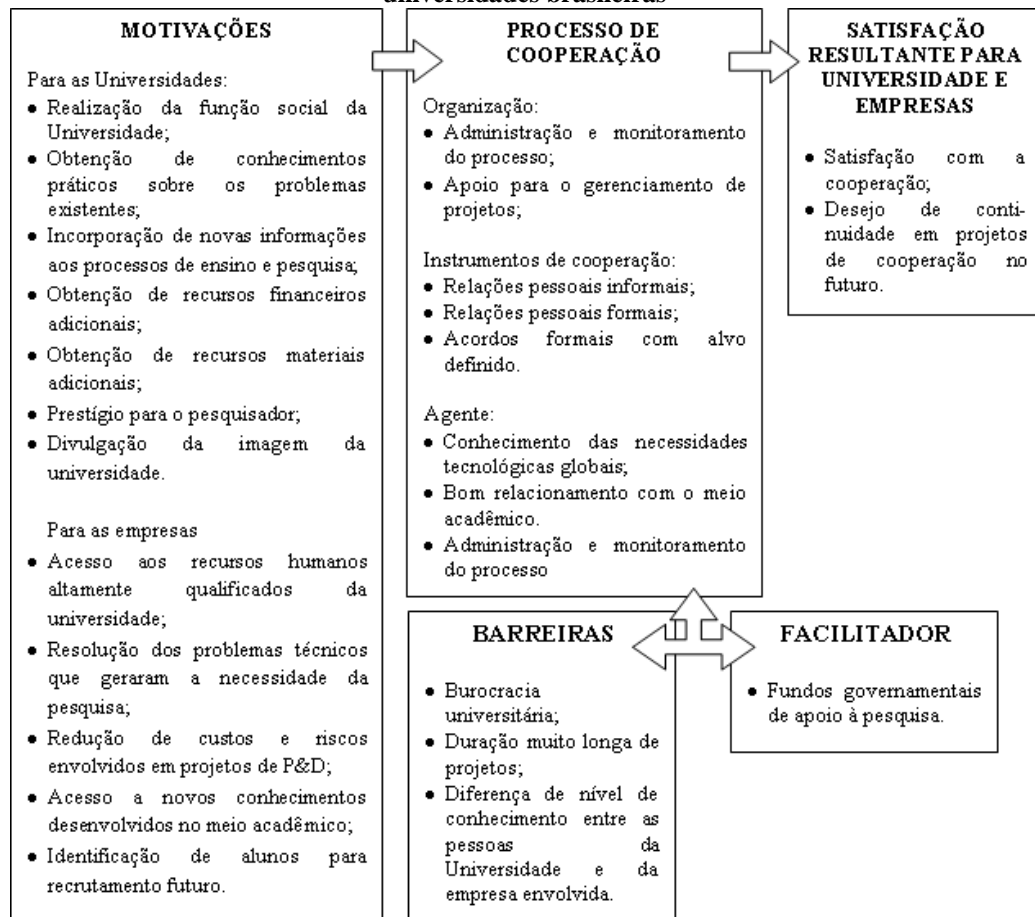 universidades brasileiras
MOTIVAÇÕES
Para as Universidades:
● Realização da função social da
Universidade;
● Obtenção de conhecimentos
práticos sobre os problemas
existentes;
● Incorporação de novas informações
aos processos de ensino e pesquisa;
● Obtenção de recursos financeiros
adicionais;
● Obtenção de recursos materiais
adicionais;
● Prestígio para o pesquisador;
● Divulgação da imagem da
universidade.
Para as empresas
● Acesso aos recursos humanos
altamente qualificados da
universidade;
● Resolução dos problemas técnicos
que geraram a necessidade da
pesquisa;
● Redução de custos e riscos
envolvidos em projetos de P&D;
● Acesso a novos conhecimentos
desenvolvidos no meio acadêmico;
● Identificação de alunos para
recrutamento futuro.
PROCESSO DE
COOPERAÇÃO
Organização:
● Administração e monitoramento
do processo;
● Apoio para o gerenciamento de
projetos;
Instrumentos de cooperação:
● Relações pessoais informais;
● Relações pessoais formais;
● Acordos formais com alvo
definido.
Agente:
● Conhecimento das necessidades
tecnológicas globais;
● Bom relacionamento com o meio
acadêmico.
● Administração e monitoramento
do processo
SATISFAÇÃO
RESULTANTE PARA
UNIVERSIDADE E
EMPRESAS
● Satisfação com a
cooperação;
● Desejo de conti-
nuidade em projetos
de cooperação no
futuro.
BARREIRAS
● Burocracia
universitária;
● Duração muito longa de
projetos;
● Diferença de nível de
conhecimento entre as
pessoas da
Universidade e da
empresa envolvida.
FACILITADOR
● Fundos governamentais
de apoio à pesquisa.